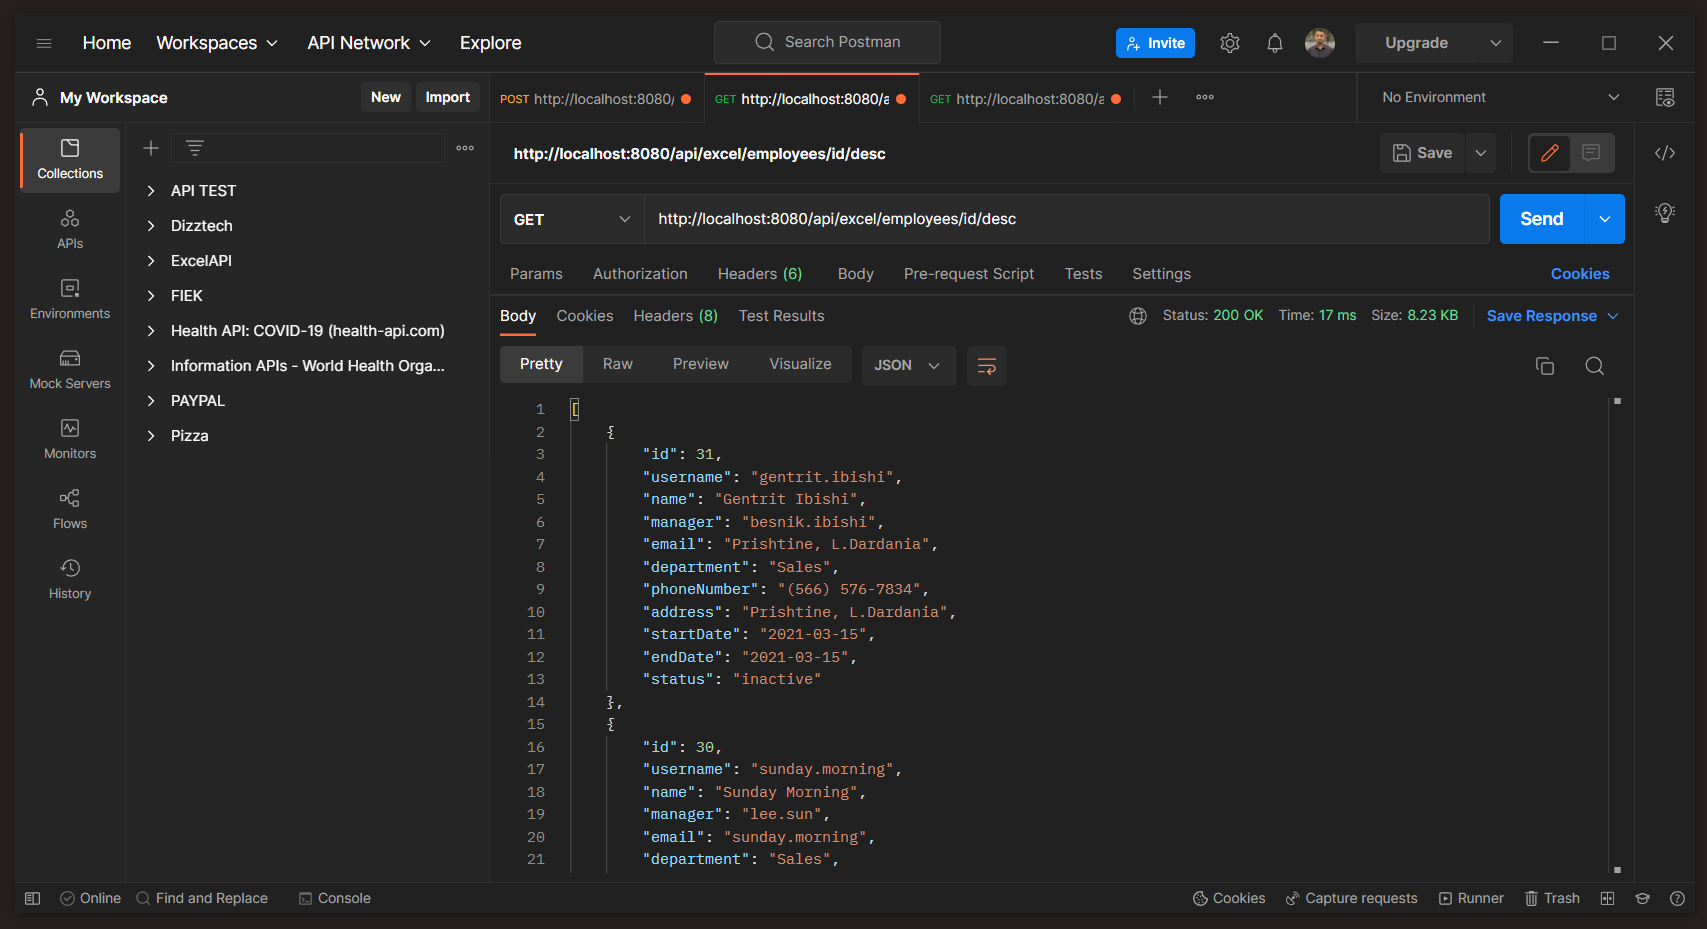 Home Workspaces API Network Explore Search Postman Invite Upgrade
My Workspace New Import
POST http://localhost:8080/ GET http://localhost:8080/a GET http://localhost:8080/a No Environment
Collections
APIs
Environments
Mock Servers
Monitors
Flows
History
API TEST
Dizztech
ExcelAPI
FIEK
Health API: COVID-19 (health-api.com)
Information APIs - World Health Orga...
PAYPAL
Pizza
http://localhost:8080/api/excel/employees/id/desc Save
GET http://localhost:8080/api/excel/employees/id/desc Send
Params Authorization Headers (6) Body Pre-request Script Tests Settings Cookies
Body Cookies Headers (8) Test Results Status: 200 OK Time: 17 ms Size: 8.23 KB Save Response
Pretty Raw Preview Visualize JSON
1 [
2 {
3 "id": 31,
4 "username": "gentrit.ibishi",
5 "name": "Gentrit Ibishi",
6 "manager": "besnik.ibishi",
7 "email": "Prishtine, L.Dardania",
8 "department": "Sales",
9 "phoneNumber": "(566) 576-7834",
10 "address": "Prishtine, L.Dardania",
11 "startDate": "2021-03-15",
12 "endDate": "2021-03-15",
13 "status": "inactive"
14 },
15 {
16 "id": 30,
17 "username": "sunday.morning",
18 "name": "Sunday Morning",
19 "manager": "lee.sun",
20 "email": "sunday.morning",
21 "department": "Sales",
Online Find and Replace Console Cookies Capture requests Runner Trash